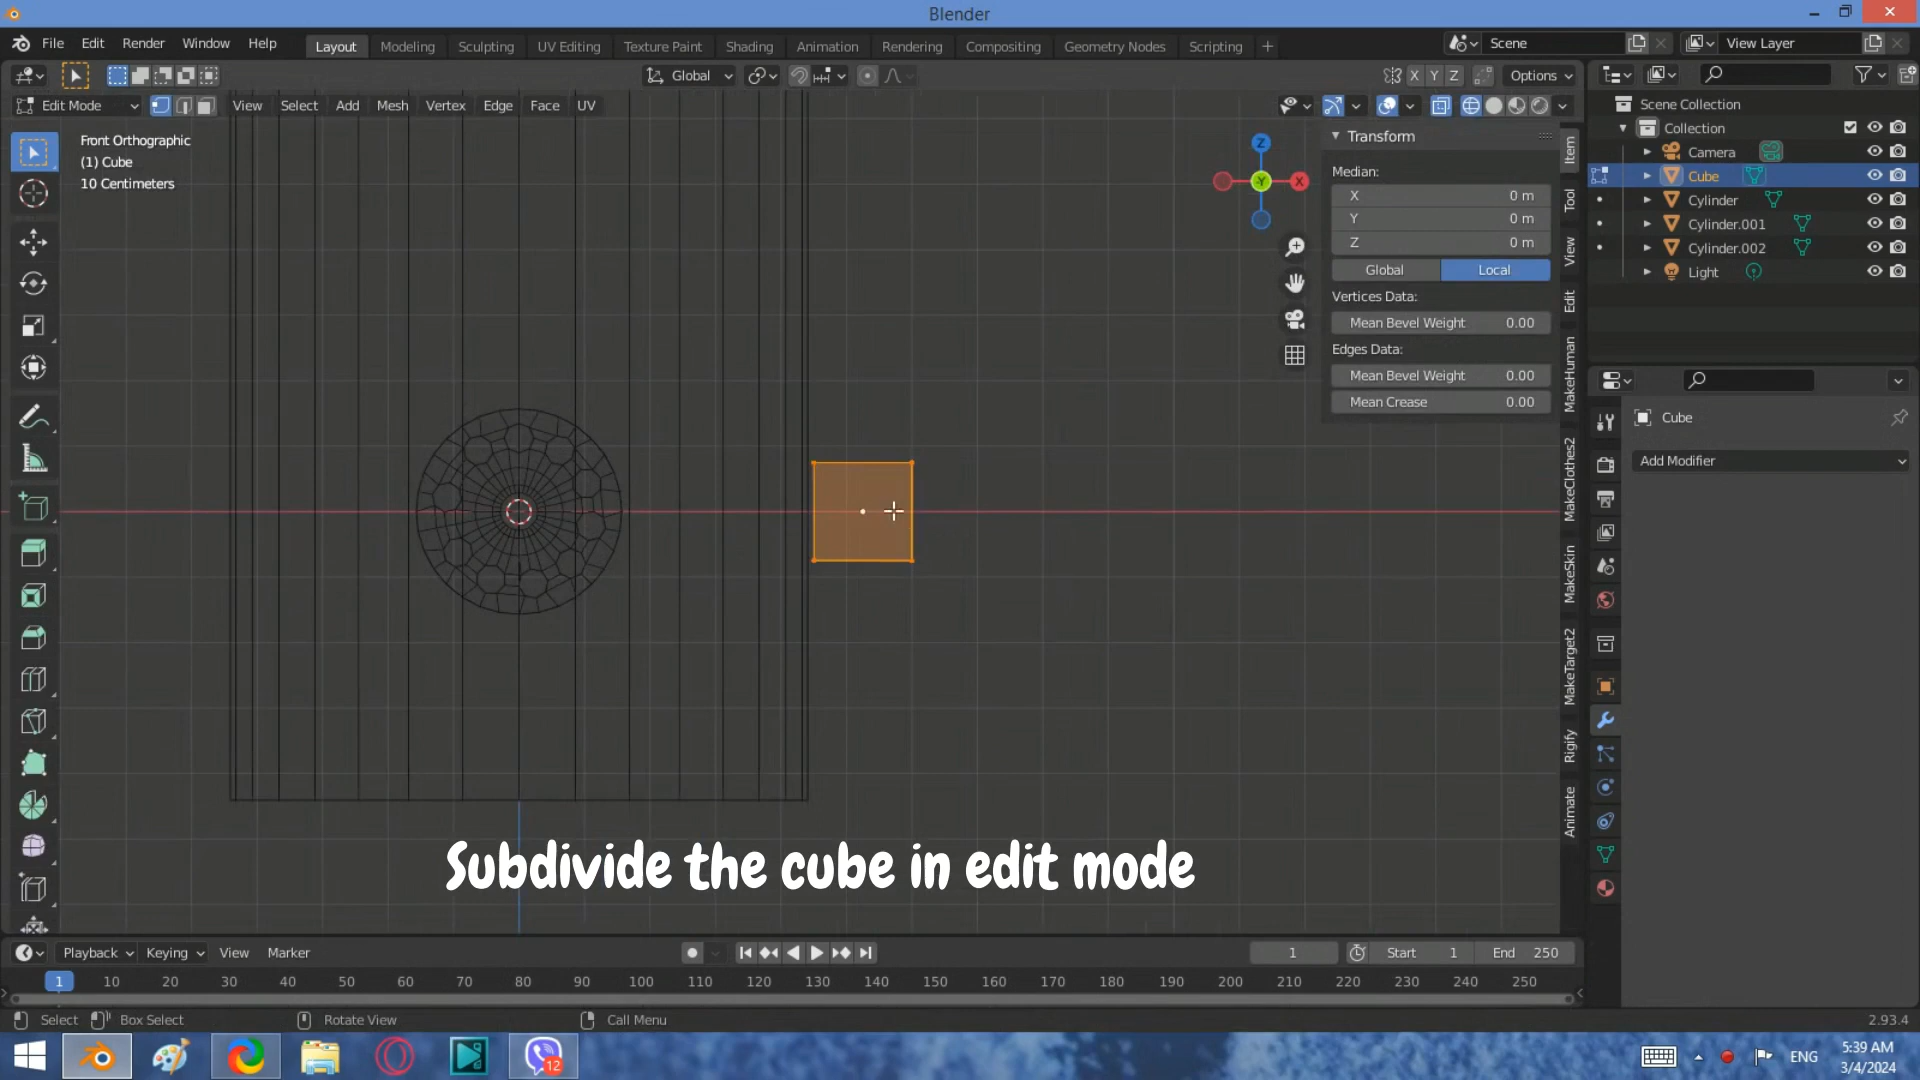 Blender
File Edit Render Window Help Layout Modeling Sculpting UV Editing Texture Paint Shading Animation Rendering Compositing Geometry Nodes Scripting + Scene View Layer
Global X Y Z Options
Edit Mode View Select Add Mesh Vertex Edge Face UV
Front Orthographic
(1) Cube
10 Centimeters
Z
Y
X
Transform
Median:
X 0 m
Y 0 m
Z 0 m
Global Local
Vertices Data:
Mean Bevel Weight 0.00
Edges Data:
Mean Bevel Weight 0.00
Mean Crease 0.00
Item
Tool
View
Edit
MakeHuman
MakeClothes2
MakeSkin
MakeTarget2
Rigify
Animate
Scene Collection
Collection
Camera
Cube
Cylinder
Cylinder.001
Cylinder.002
Light
Cube
Add Modifier
Subdivide the cube in edit mode
Playback Keying View Marker 1 Start 1 End 250
1 10 20 30 40 50 60 70 80 90 100 110 120 130 140 150 160 170 180 190 200 210 220 230 240 250
Select Box Select Rotate View Call Menu 2.93.4
12
ENG
5:39 AM
3/4/2024